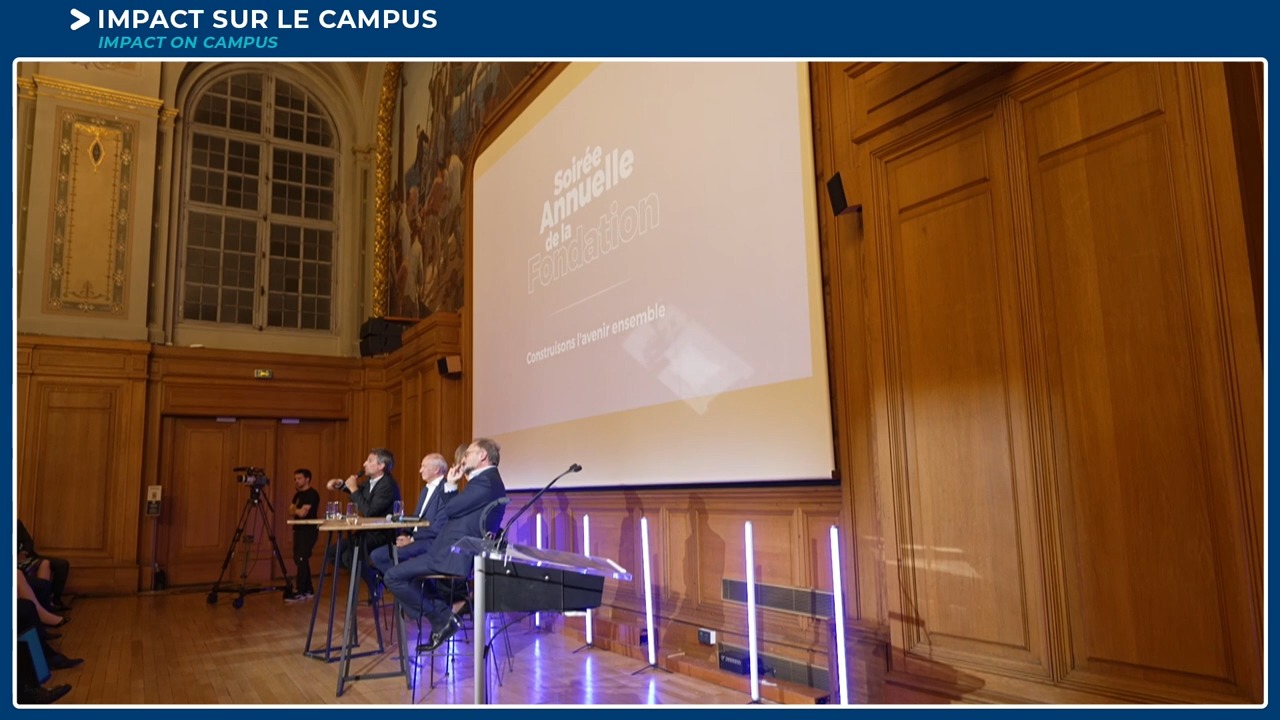 IMPACT SUR LE CAMPUS
IMPACT ON CAMPUS
Soirée
Annuelle
de la
Fondation
Construisons l'avenir ensemble